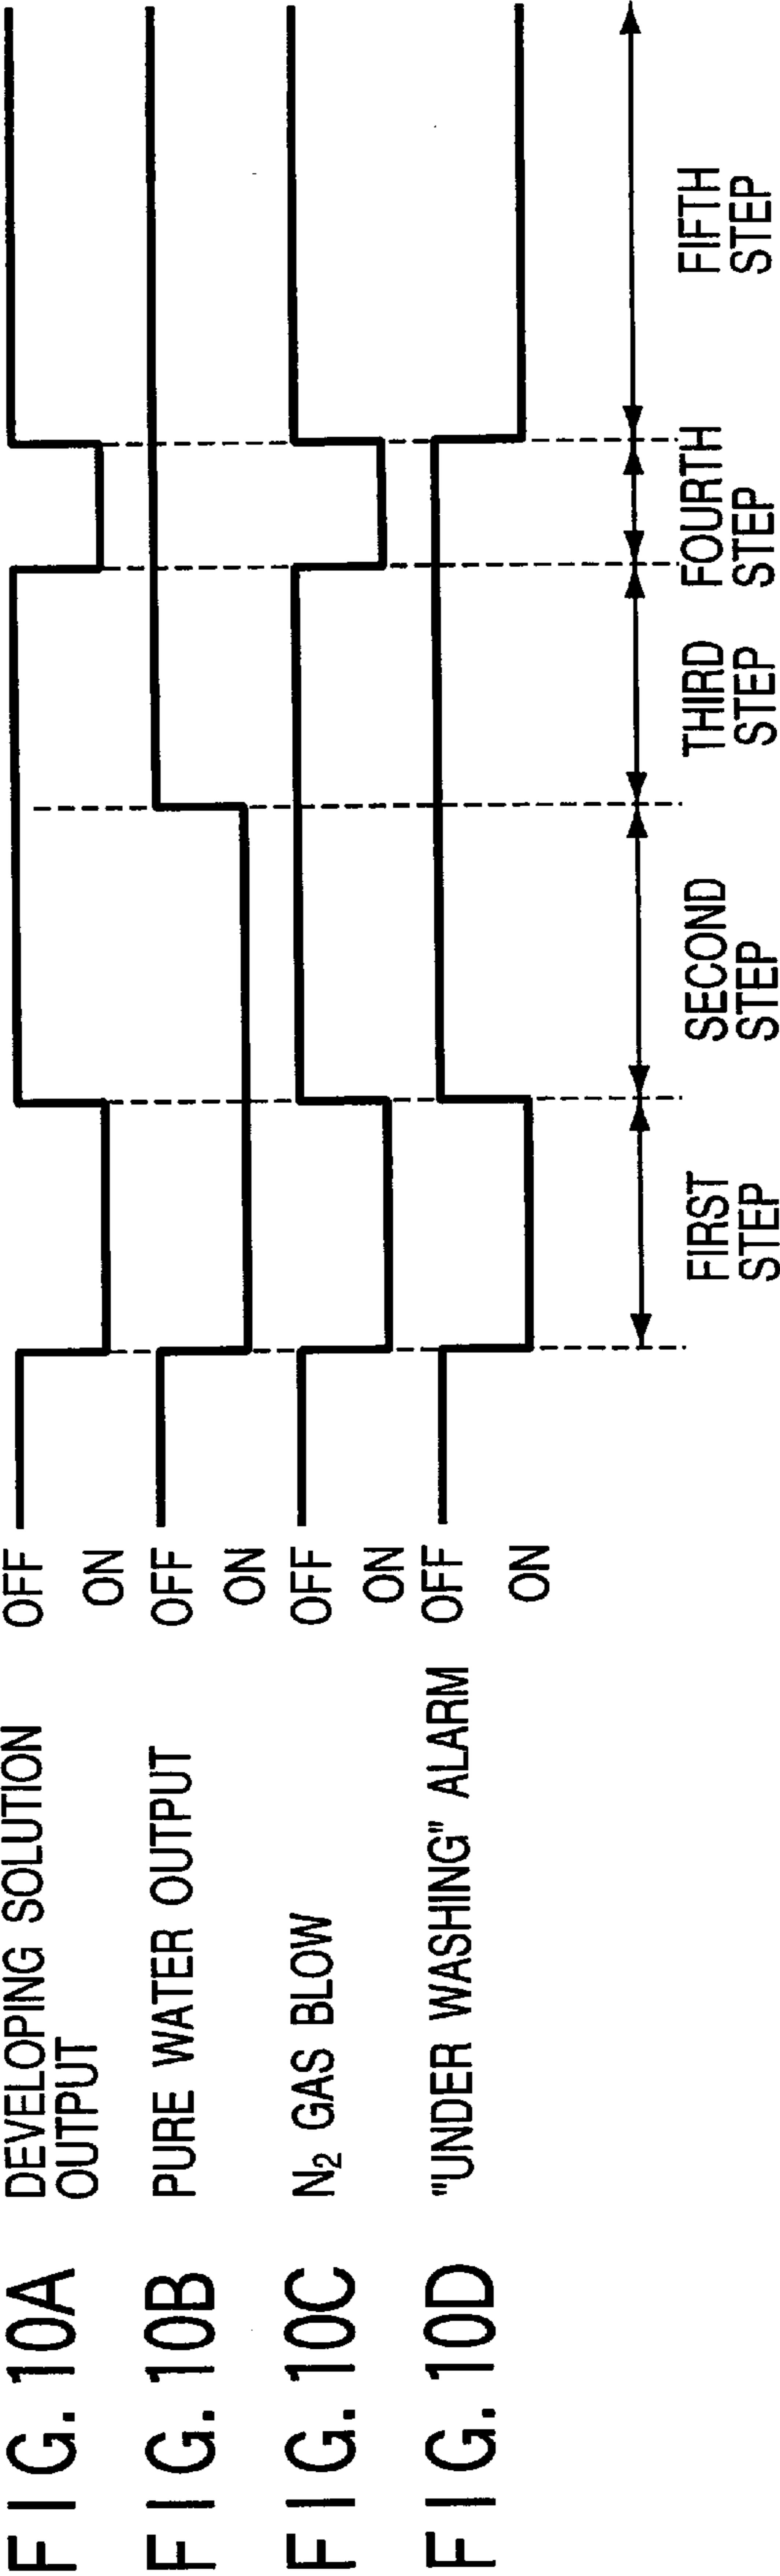 FIG. 10A DEVELOPING SOLUTION OUTPUT OFF
ON
FIG. 10B PURE WATER OUTPUT OFF
ON
FIG. 10C N₂ GAS BLOW OFF
ON
FIG. 10D "UNDER WASHING" ALARM OFF
ON
FIRST STEP
SECOND STEP
THIRD STEP
FOURTH STEP
FIFTH STEP